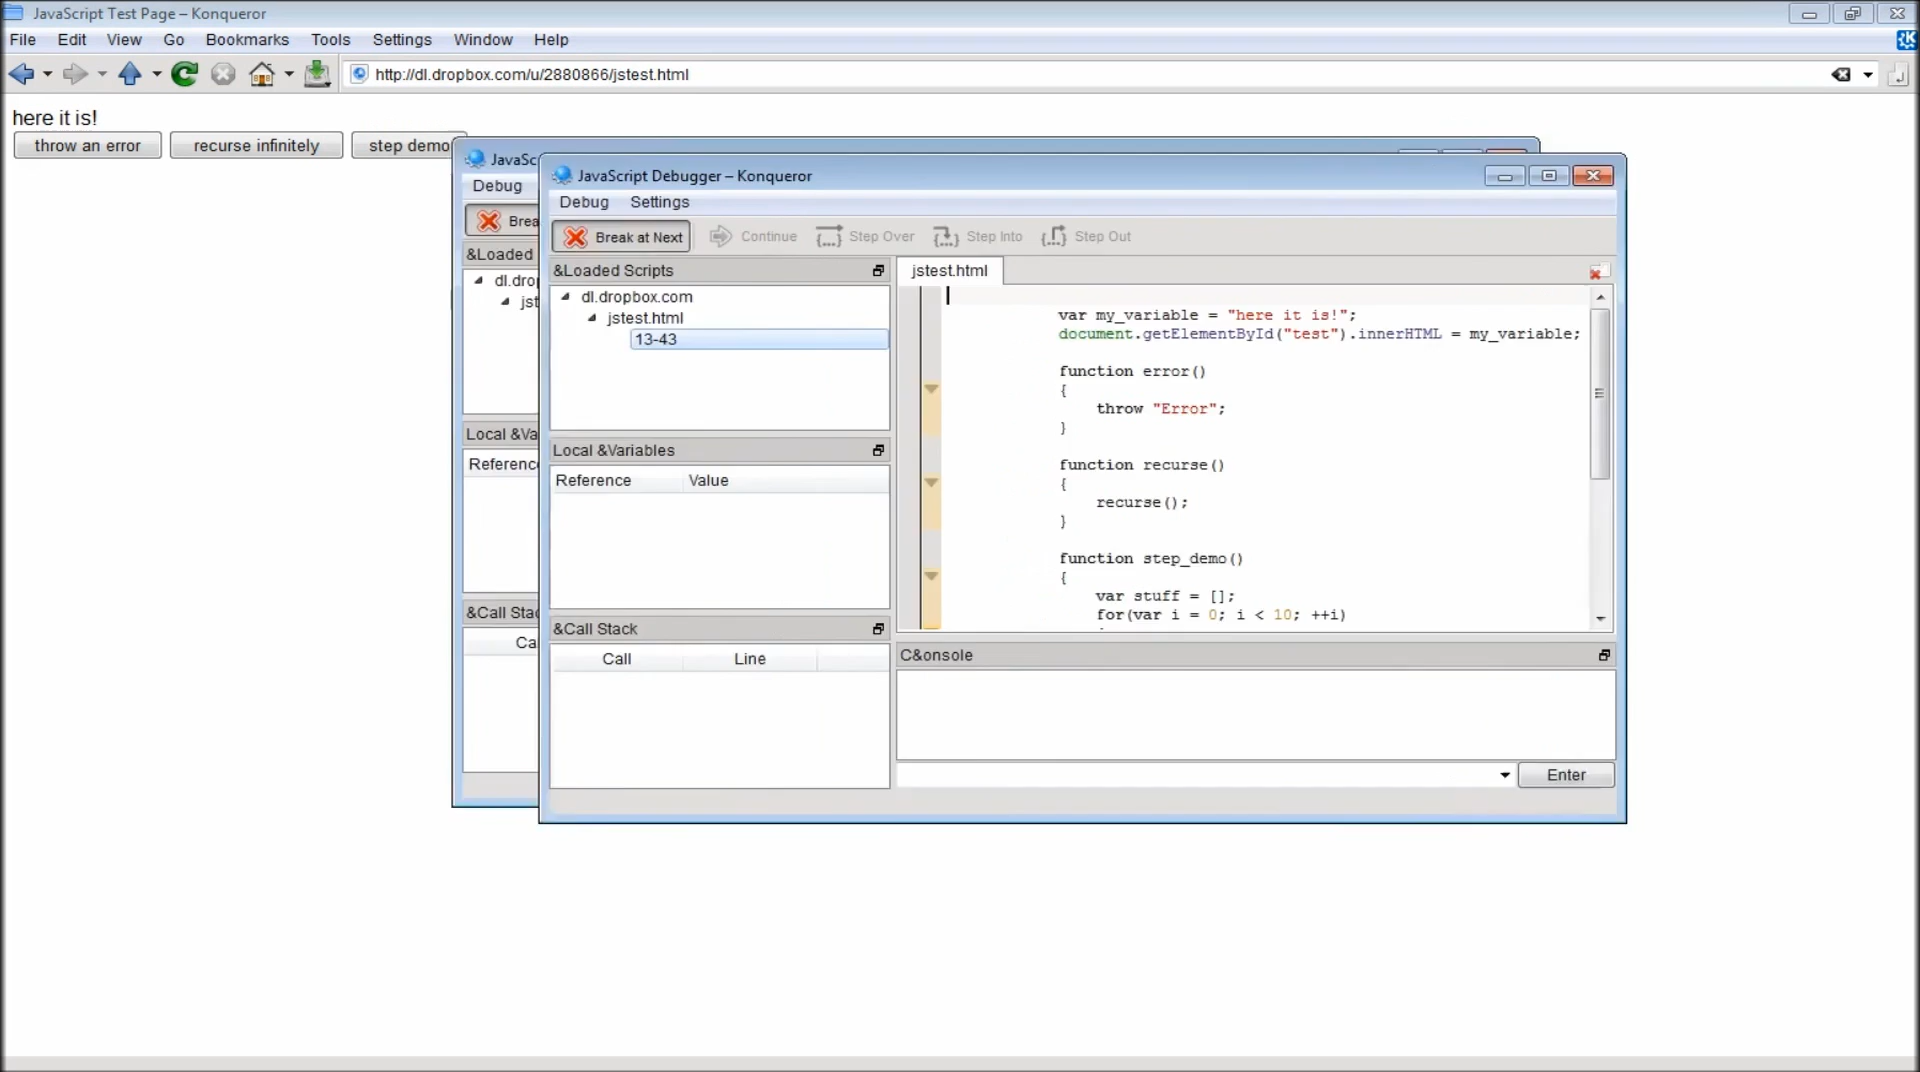 JavaScript Test Page – Konqueror
File Edit View Go Bookmarks Tools Settings Window Help
http://dl.dropbox.com/u/2880866/jstest.html
here it is!
throw an error recurse infinitely step demo
JavaSc
Debug
Brea
&Loaded
dl.drop
jst
Local &Va
Referenc
&Call Stac
Ca
JavaScript Debugger – Konqueror
Debug Settings
Break at Next Continue Step Over Step Into Step Out
&Loaded Scripts
dl.dropbox.com
jstest.html
13-43
Local &Variables
Reference Value
&Call Stack
Call Line
jstest.html
var my_variable = "here it is!";
document.getElementById("test").innerHTML = my_variable;
function error()
{
throw "Error";
}
function recurse()
{
recurse();
}
function step_demo()
{
var stuff = [];
for(var i = 0; i < 10; ++i)
C&onsole
Enter